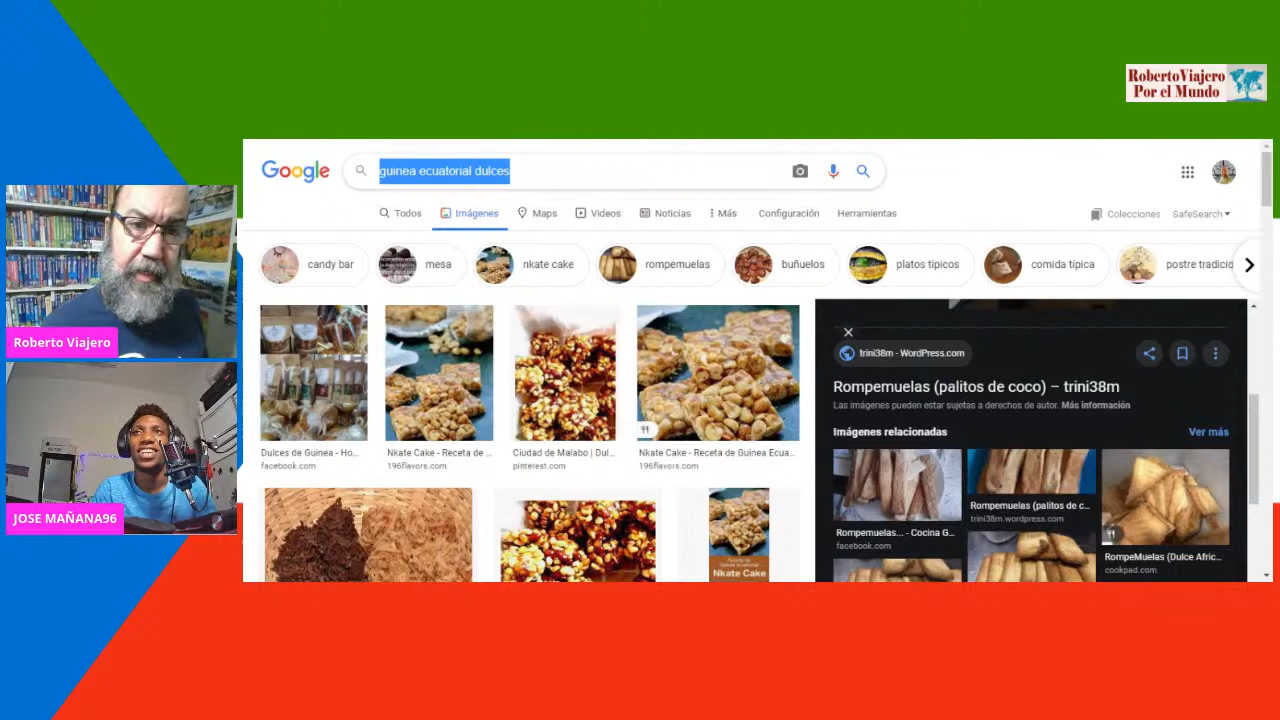 RobertoViajero
Por el Mundo
Google
guinea ecuatorial dulces
Todos
Imágenes
Maps
Videos
Noticias
Más
Configuración
Herramientas
Colecciones
SafeSearch
candy bar
mesa
nkate cake
rompemuelas
buñuelos
platos típicos
comida típica
postre tradicio
Roberto Viajero
JOSE MAÑANA96
Dulces de Guinea - Ho...
facebook.com
Nkate Cake - Receta de ...
196flavors.com
Ciudad de Malabo | Dul...
pinterest.com
Nkate Cake - Receta de Guinea Ecua...
196flavors.com
Nkate Cake
trini38m - WordPress.com
Rompemuelas (palitos de coco) – trini38m
Las imágenes pueden estar sujetas a derechos de autor. Más información
Imágenes relacionadas
Ver más
Rompemuelas... - Cocina G...
facebook.com
Rompemuelas (palitos de c...
trini38m.wordpress.com
RompeMuelas (Dulce Afric...
cookpad.com